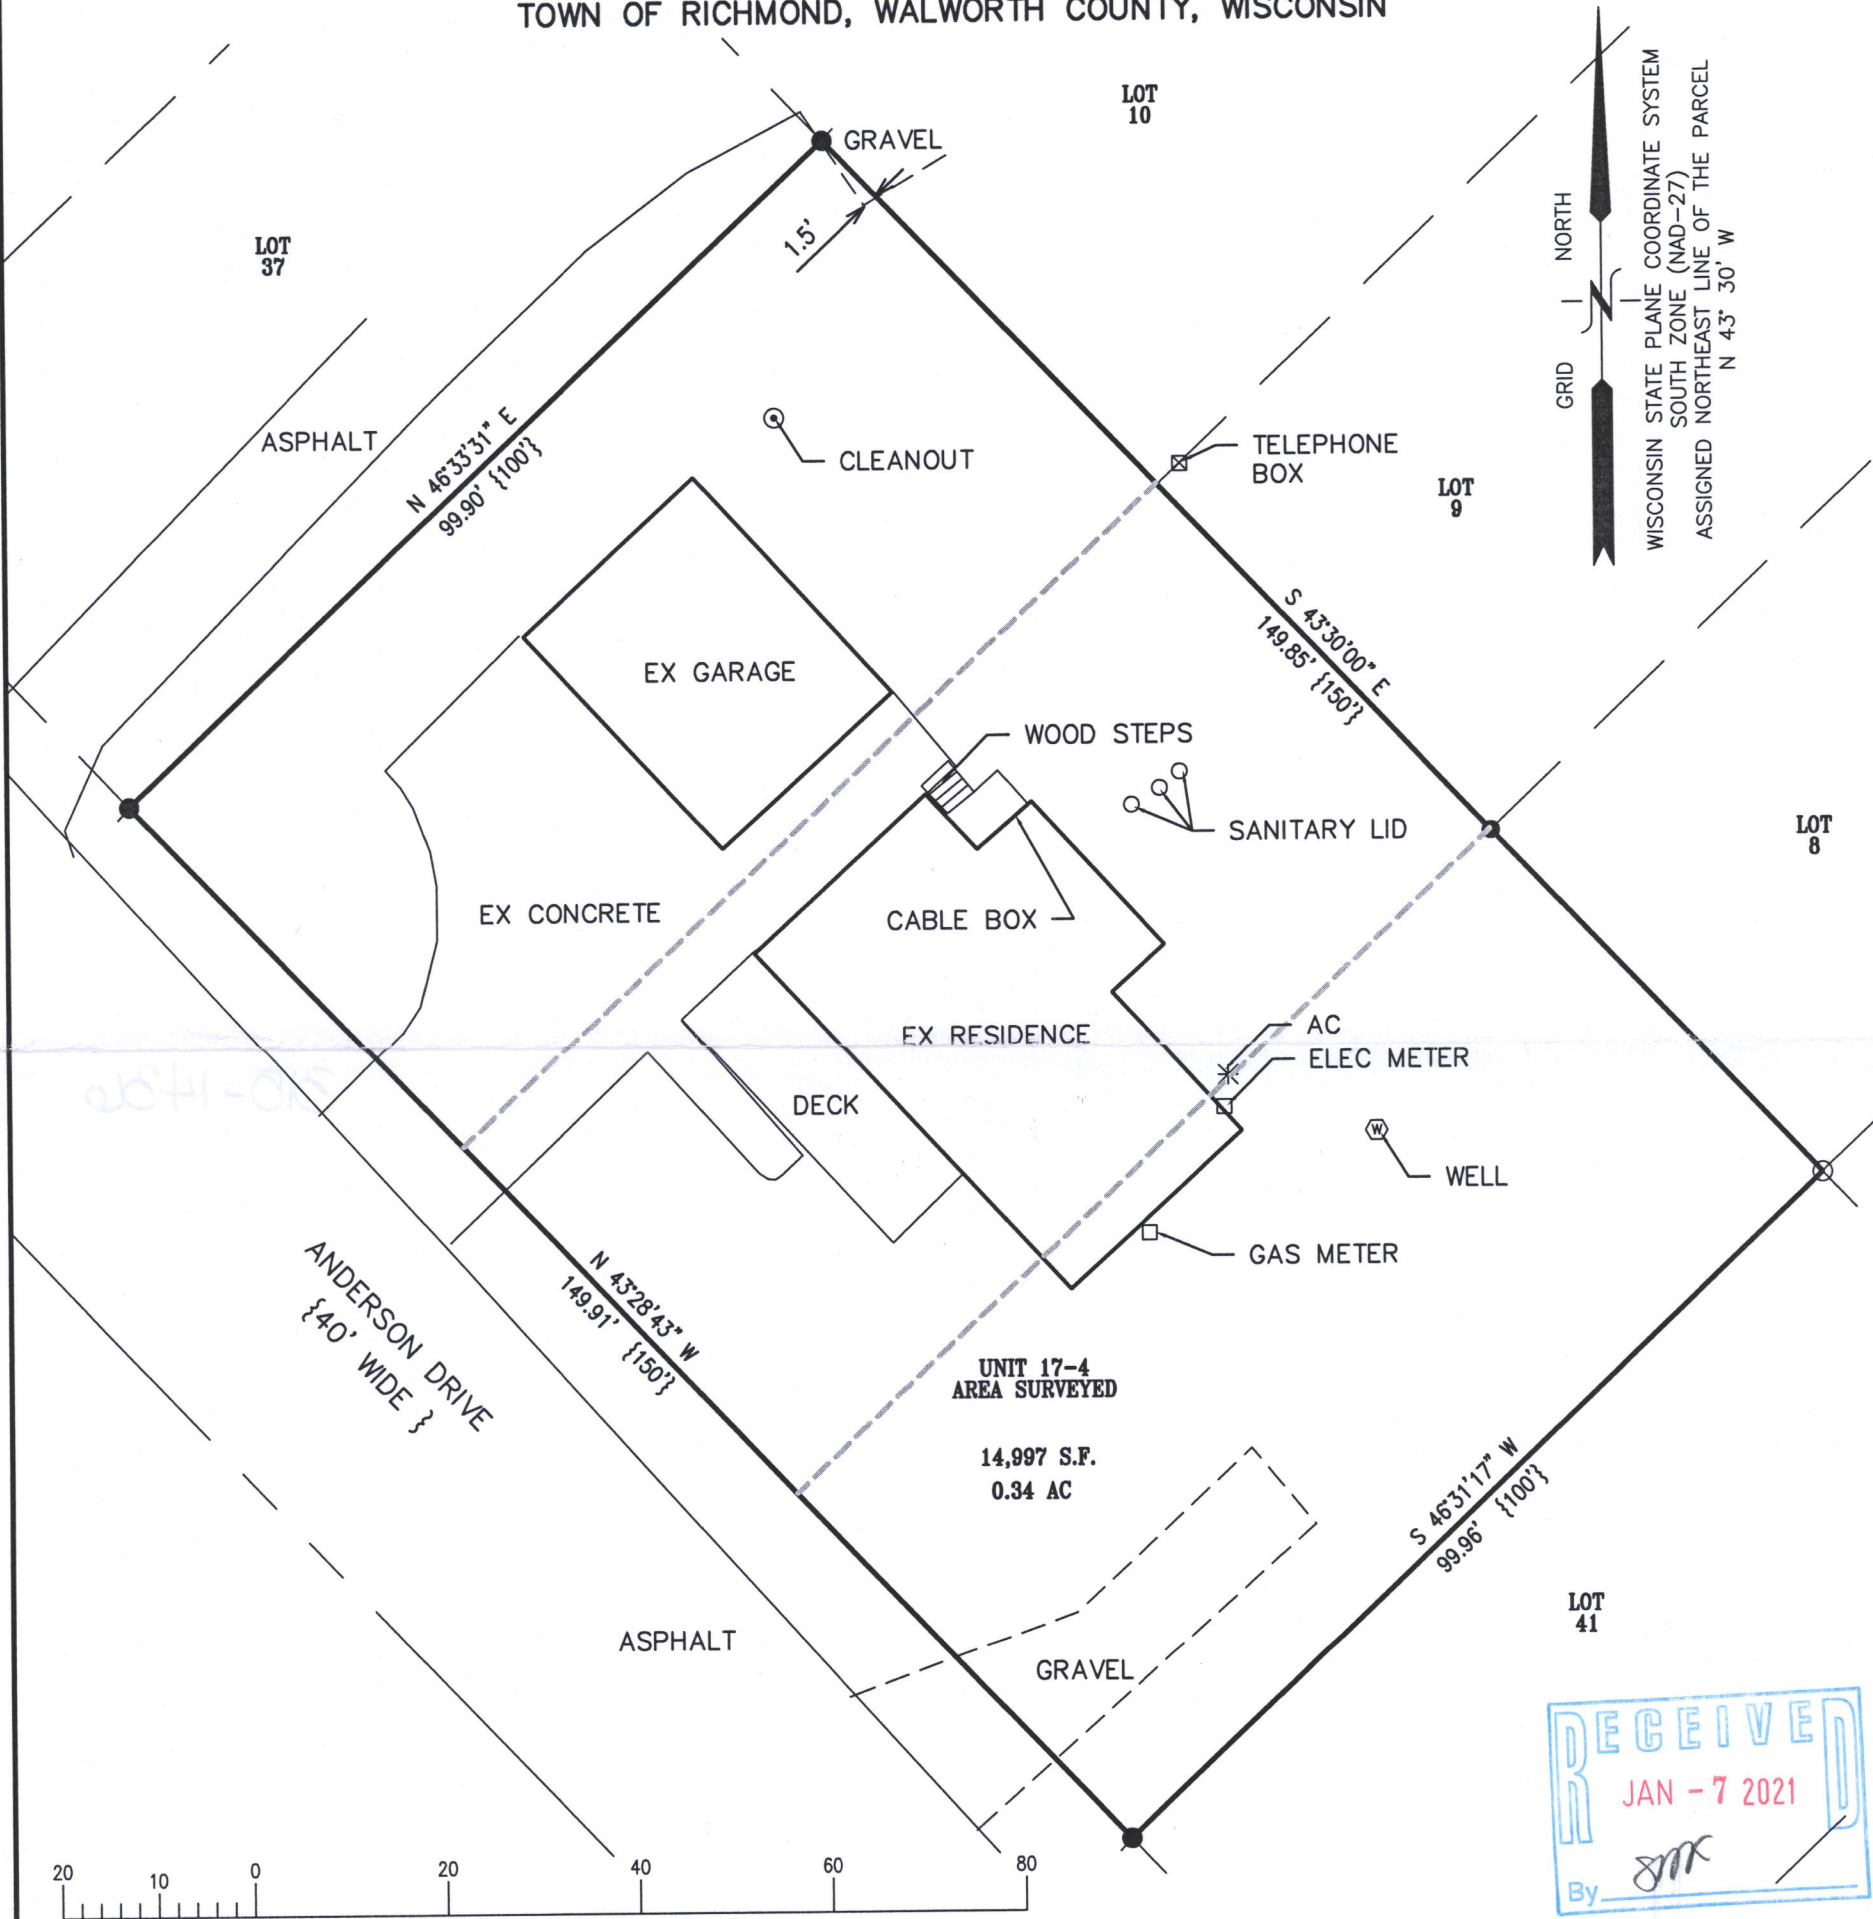 TOWN OF RICHMOND, WALWORTH COUNTY, WISCONSIN
LOT
10
GRAVEL
1.5'
LOT
37
GRID NORTH
WISCONSIN STATE PLANE COORDINATE SYSTEM
SOUTH ZONE (NAD-27)
ASSIGNED NORTHEAST LINE OF THE PARCEL
N 43° 30' W
ASPHALT
N 46°33'31" E
99.90' {100'}
CLEANOUT
TELEPHONE
BOX
LOT
9
S 43°30'00" E
149.85' {150'}
EX GARAGE
WOOD STEPS
SANITARY LID
LOT
8
EX CONCRETE
CABLE BOX
EX RESIDENCE
AC
ELEC METER
DECK
W
WELL
GAS METER
ANDERSON DRIVE
{40' WIDE }
N 43°28'43" W
149.91' {150'}
UNIT 17-4
AREA SURVEYED
14,997 S.F.
0.34 AC
S 46°31'17" W
99.96' {100'}
LOT
41
ASPHALT
GRAVEL
RECEIVED
JAN - 7 2021
By
20 10 0 20 40 60 80